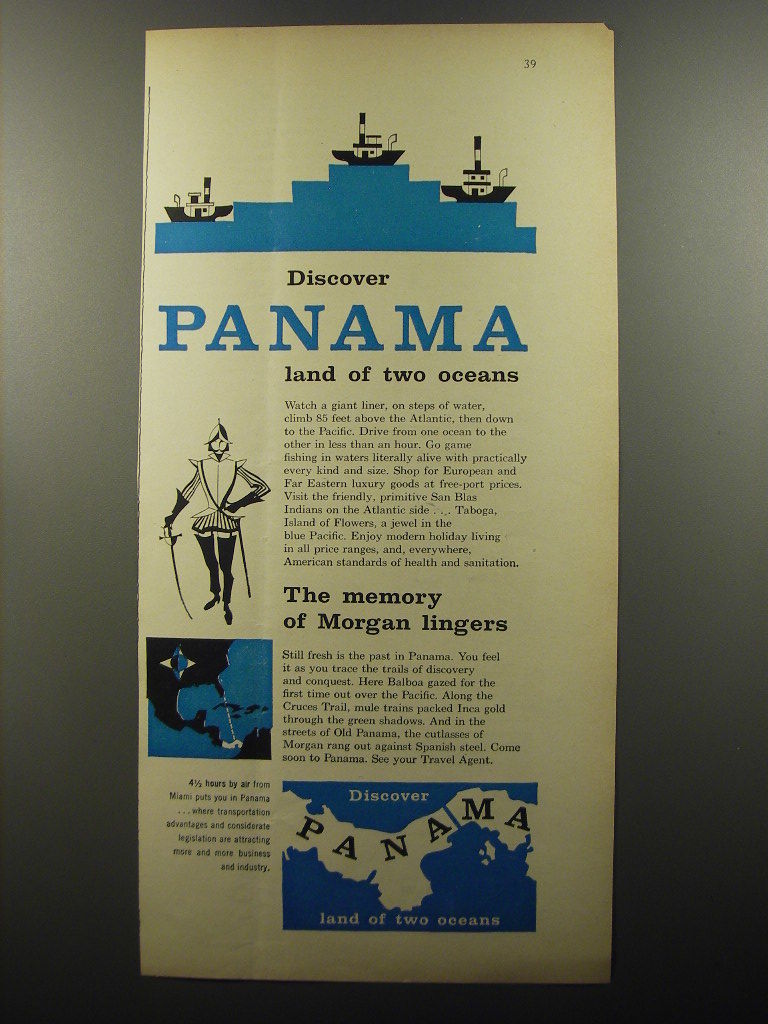 39
Discover
PANAMA
land of two oceans
Watch a giant liner, on steps of water,
climb 85 feet above the Atlantic, then down
to the Pacific. Drive from one ocean to the
other in less than an hour. Go game
fishing in waters literally alive with practically
every kind and size. Shop for European and
Far Eastern luxury goods at free-port prices.
Visit the friendly, primitive San Blas
Indians on the Atlantic side . . . Taboga,
Island of Flowers, a jewel in the
blue Pacific. Enjoy modern holiday living
in all price ranges, and, everywhere,
American standards of health and sanitation.
The memory
of Morgan lingers
Still fresh is the past in Panama. You feel
it as you trace the trails of discovery
and conquest. Here Balboa gazed for the
first time out over the Pacific. Along the
Cruces Trail, mule trains packed Inca gold
through the green shadows. And in the
streets of Old Panama, the cutlasses of
Morgan rang out against Spanish steel. Come
soon to Panama. See your Travel Agent.
4½ hours by air from
Miami puts you in Panama
. . . where transportation
advantages and considerate
legislation are attracting
more and more business
and industry.
Discover
PANAMA
land of two oceans